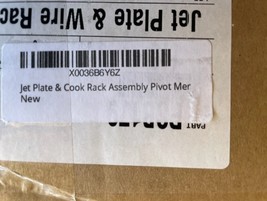 Jet Plate & Wire Rac
X0036B6Y6Z
Jet Plate & Cook Rack Assembly Pivot Mer
New
PART